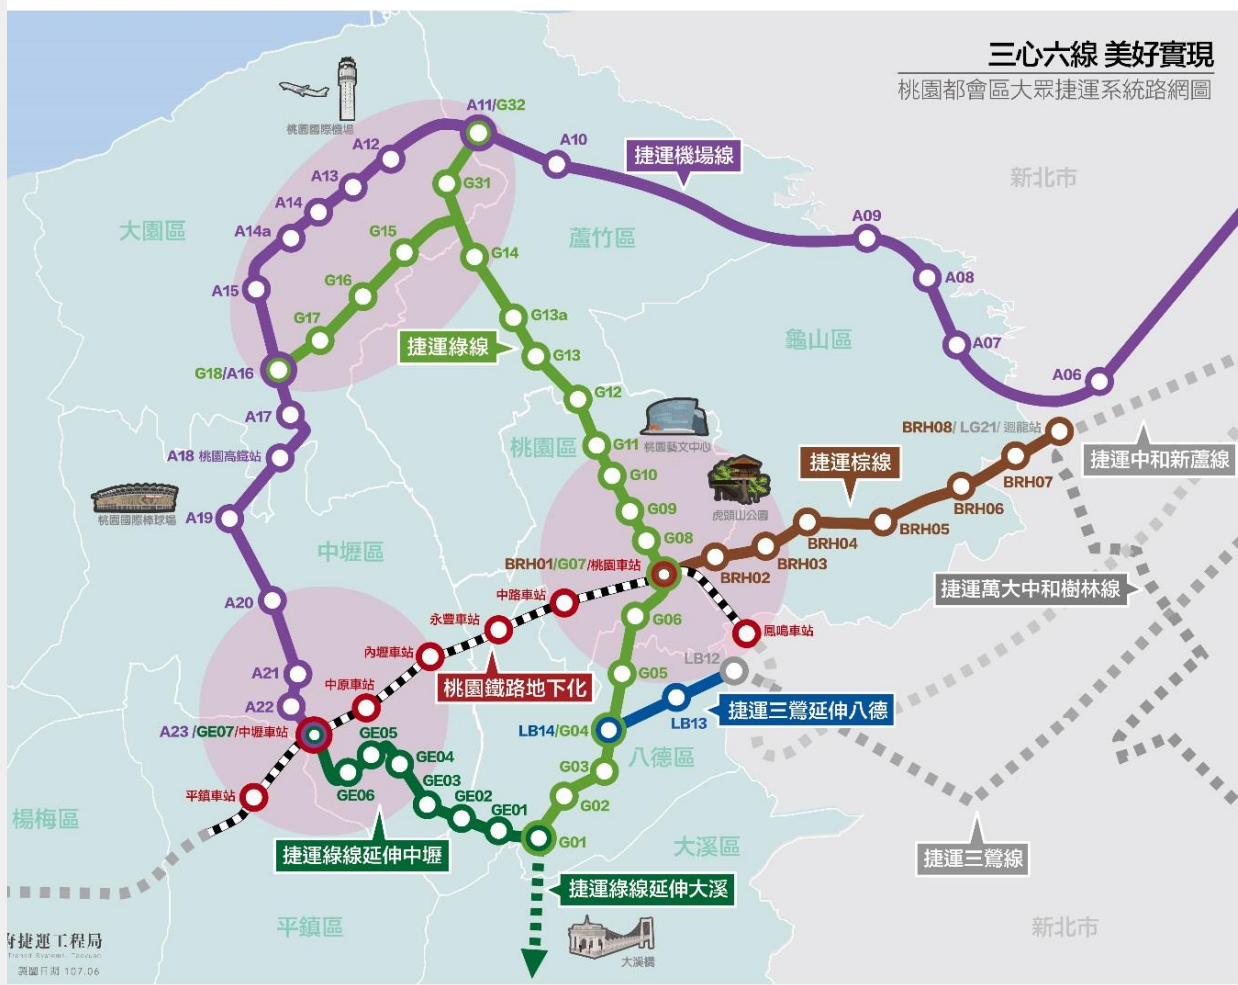 三心六線 美好實現
桃園都會區大眾捷運系統路網圖
桃園國際機場
A11/G32
A10
捷運機場線
新北市
A12
A13
A14
A14a
A15
G31
G15
G16
G17
G14
大園區
蘆竹區
A09
A08
A07
A06
G18/A16
G13a
捷運綠線
G13
龜山區
G12
A17
A18 桃園高鐵站
桃園區
G11
桃園藝文中心
G10
虎頭山公園
捷運棕線
BRH08/ LG21/ 迴龍站
捷運中和新蘆線
BRH07
BRH06
BRH05
BRH04
BRH03
BRH02
桃園國際棒球場
A19
G09
G08
中壢區
BRH01/G07/桃園車站
捷運萬大中和樹林線
A20
中路車站
永豐車站
內壢車站
G06
鳳鳴車站
A21
中原車站
桃園鐵路地下化
G05
LB12
A22
LB13
捷運三鶯延伸八德
A23 /GE07/中壢車站
LB14/G04
GE05
GE04
GE06
GE03
GE02
GE01
G03
八德區
G02
G01
平鎮車站
楊梅區
捷運綠線延伸中壢
大溪區
捷運三鶯線
捷運綠線延伸大溪
平鎮區
大溪橋
新北市
府捷運工程局
製圖日期 107.06